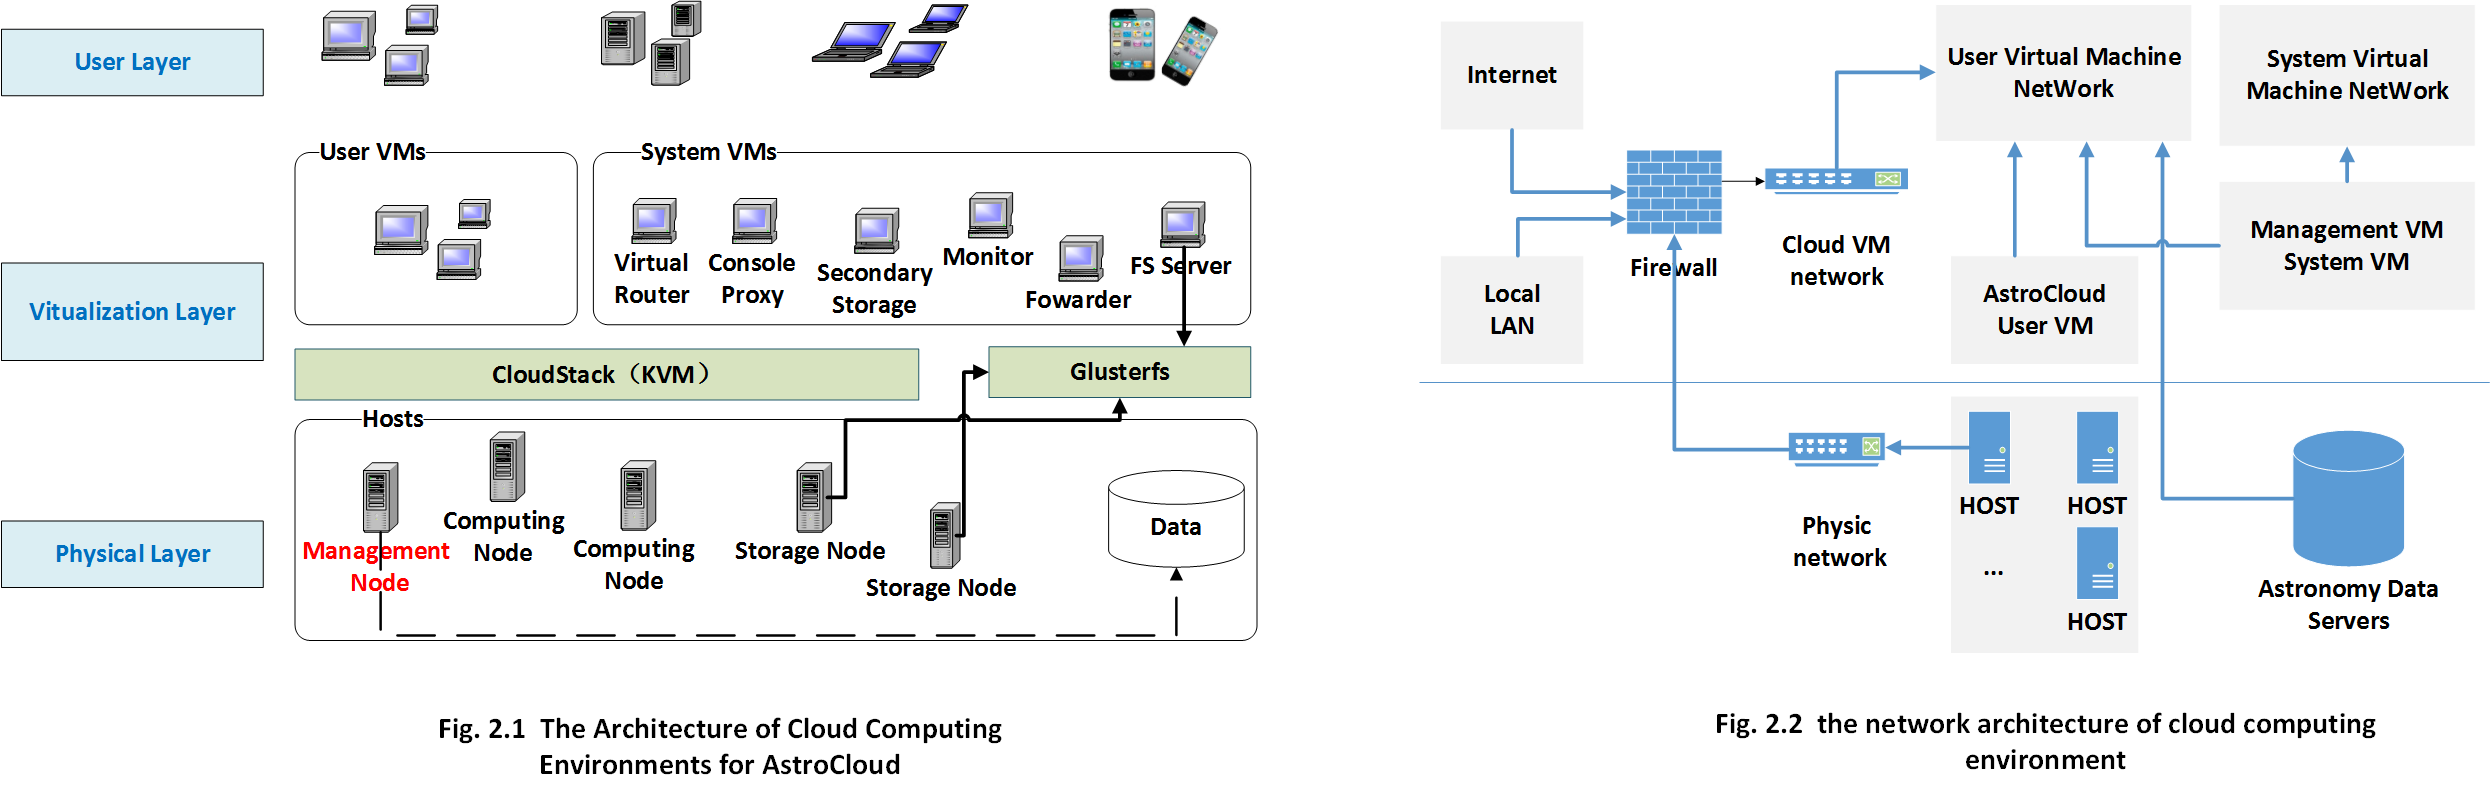 User Layer
User VMs
System VMs
Virtual
Router
Console
Proxy
Secondary
Storage
Monitor
Fowarder
FS Server
Vitualization Layer
CloudStack（KVM）
Glusterfs
Hosts
Physical Layer
Management
Node
Computing
Node
Computing
Node
Storage Node
Storage Node
Data
Fig. 2.1  The Architecture of Cloud Computing
Environments for AstroCloud
Internet
User Virtual Machine
NetWork
System Virtual
Machine NetWork
Firewall
Cloud VM
network
Local
LAN
AstroCloud
User VM
Management VM
System VM
Physic
network
HOST
HOST
...
HOST
Astronomy Data
Servers
Fig. 2.2  the network architecture of cloud computing
environment